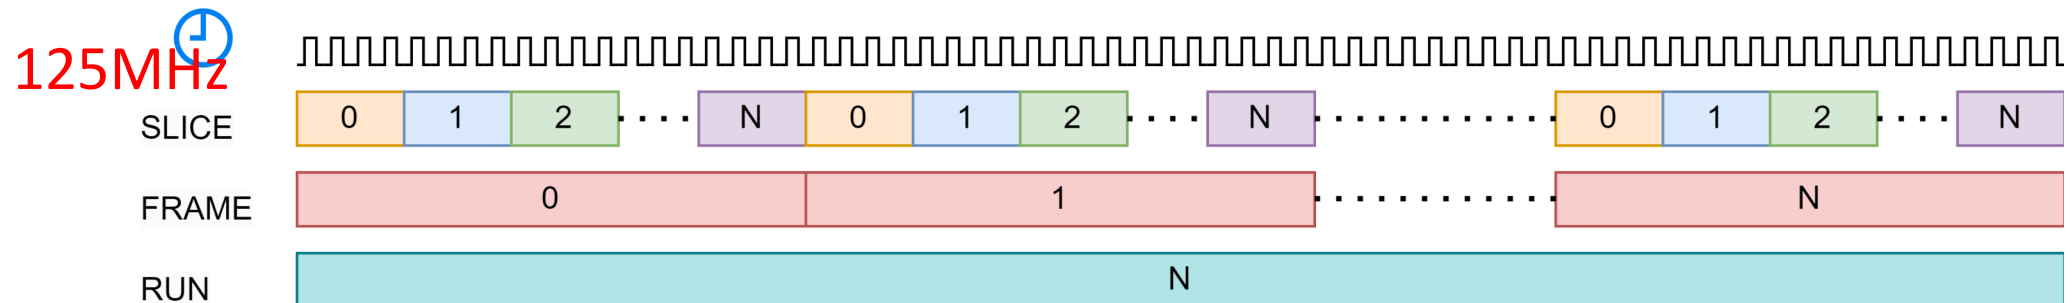 125MHz
SLICE 0 1 2 N 0 1 2 N 0 1 2 N
FRAME 0 1 N
RUN N